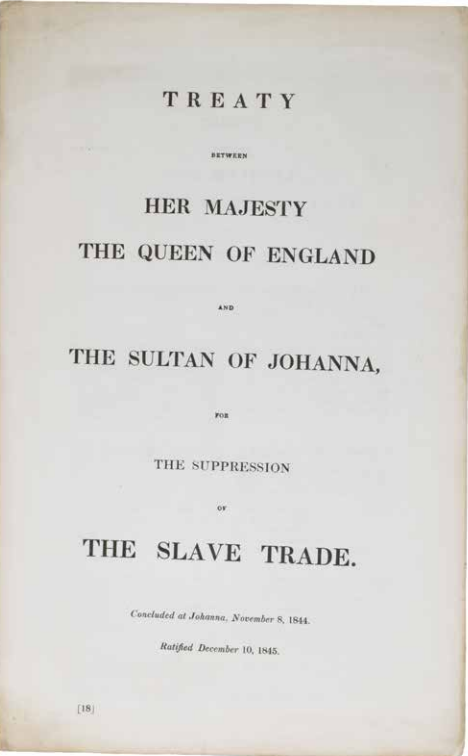 TREATY
BETWEEN
HER MAJESTY
THE QUEEN OF ENGLAND
AND
THE SULTAN OF JOHANNA,
FOR
THE SUPPRESSION
OF
THE SLAVE TRADE.
Concluded at Johanna, November 8, 1844.
Ratified December 10, 1845.
[18]